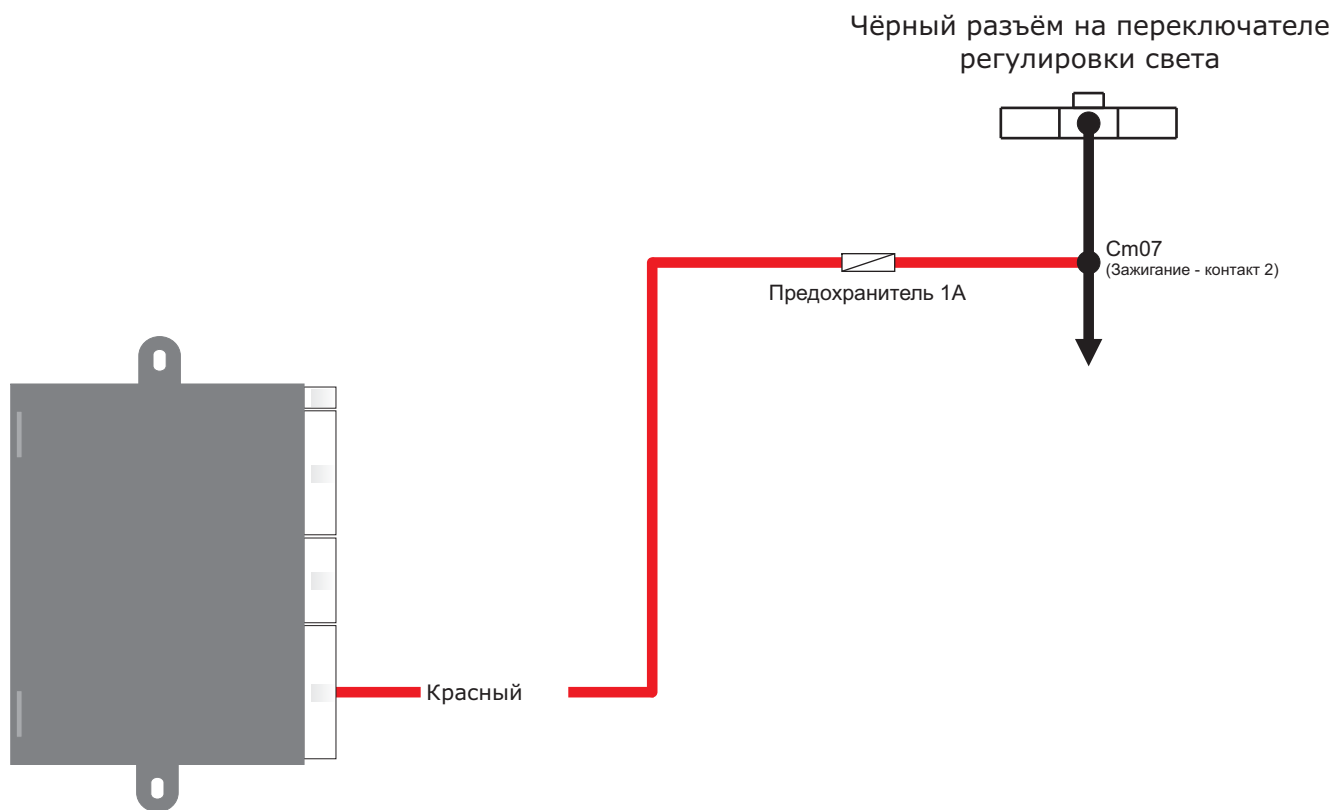 Чёрный разъём на переключателе
регулировки света
Cm07
(Зажигание - контакт 2)
Предохранитель 1А
Красный